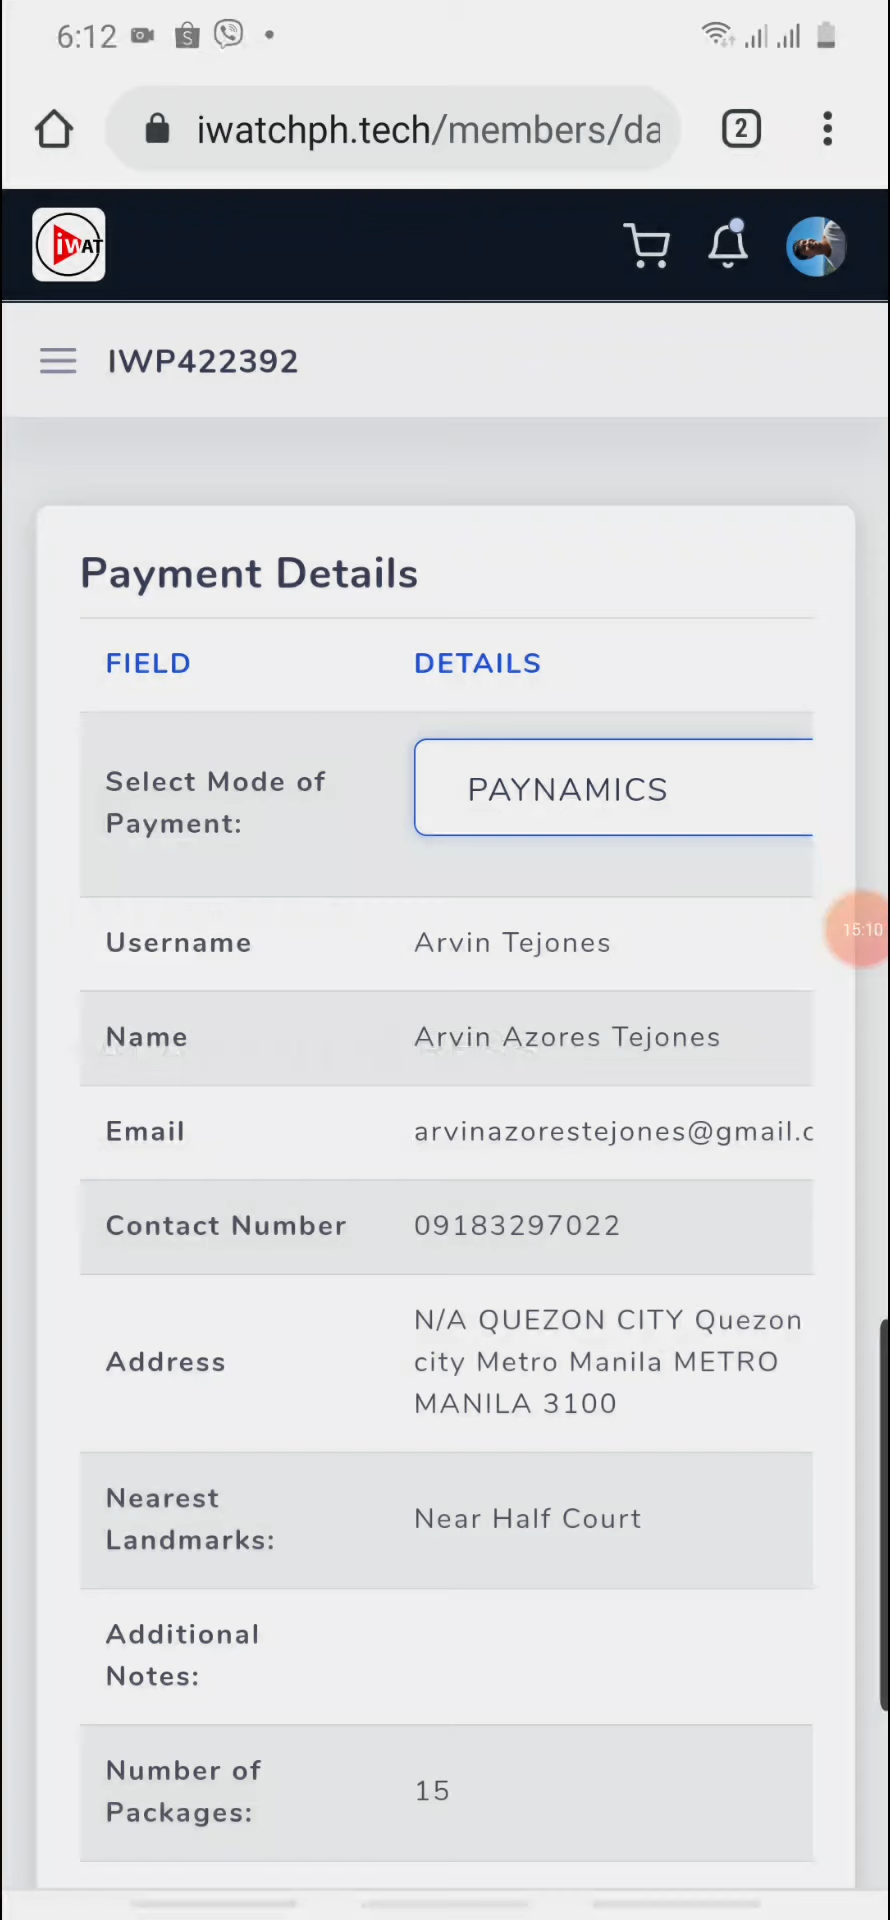 6:12
iwatchph.tech/members/da
2
iWAT
IWP422392
Payment Details
FIELD DETAILS
Select Mode of
Payment:
PAYNAMICS
Username Arvin Tejones
15:10
Name Arvin Azores Tejones
Email arvinazorestejones@gmail.c
Contact Number 09183297022
Address
N/A QUEZON CITY Quezon
city Metro Manila METRO
MANILA 3100
Nearest
Landmarks:
Near Half Court
Additional
Notes:
Number of
Packages:
15